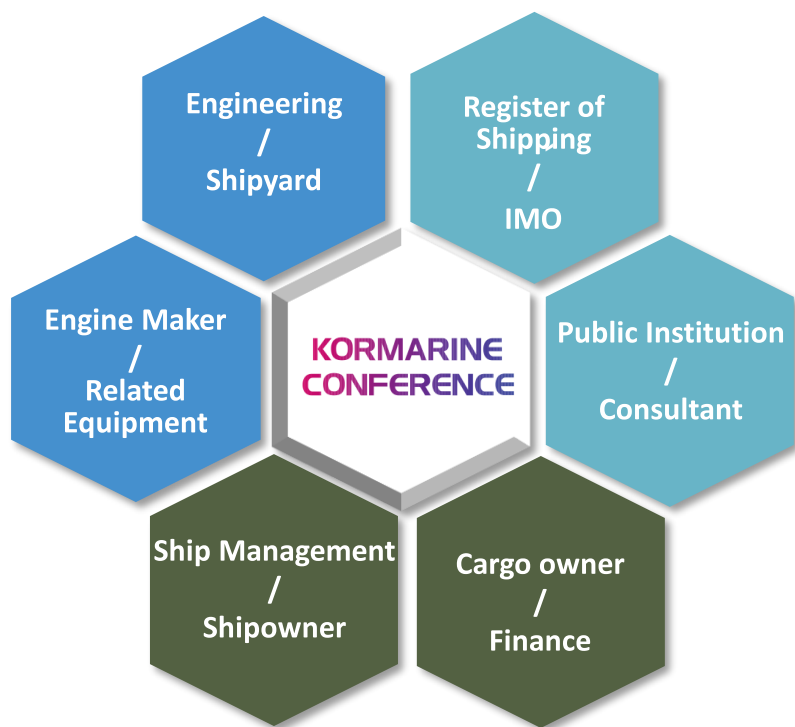 Engineering
/
Shipyard
Register of
Shipping
/
IMO
Engine Maker
/
Related
Equipment
KORMARINE
CONFERENCE
Public Institution
/
Consultant
Ship Management
/
Shipowner
Cargo owner
/
Finance